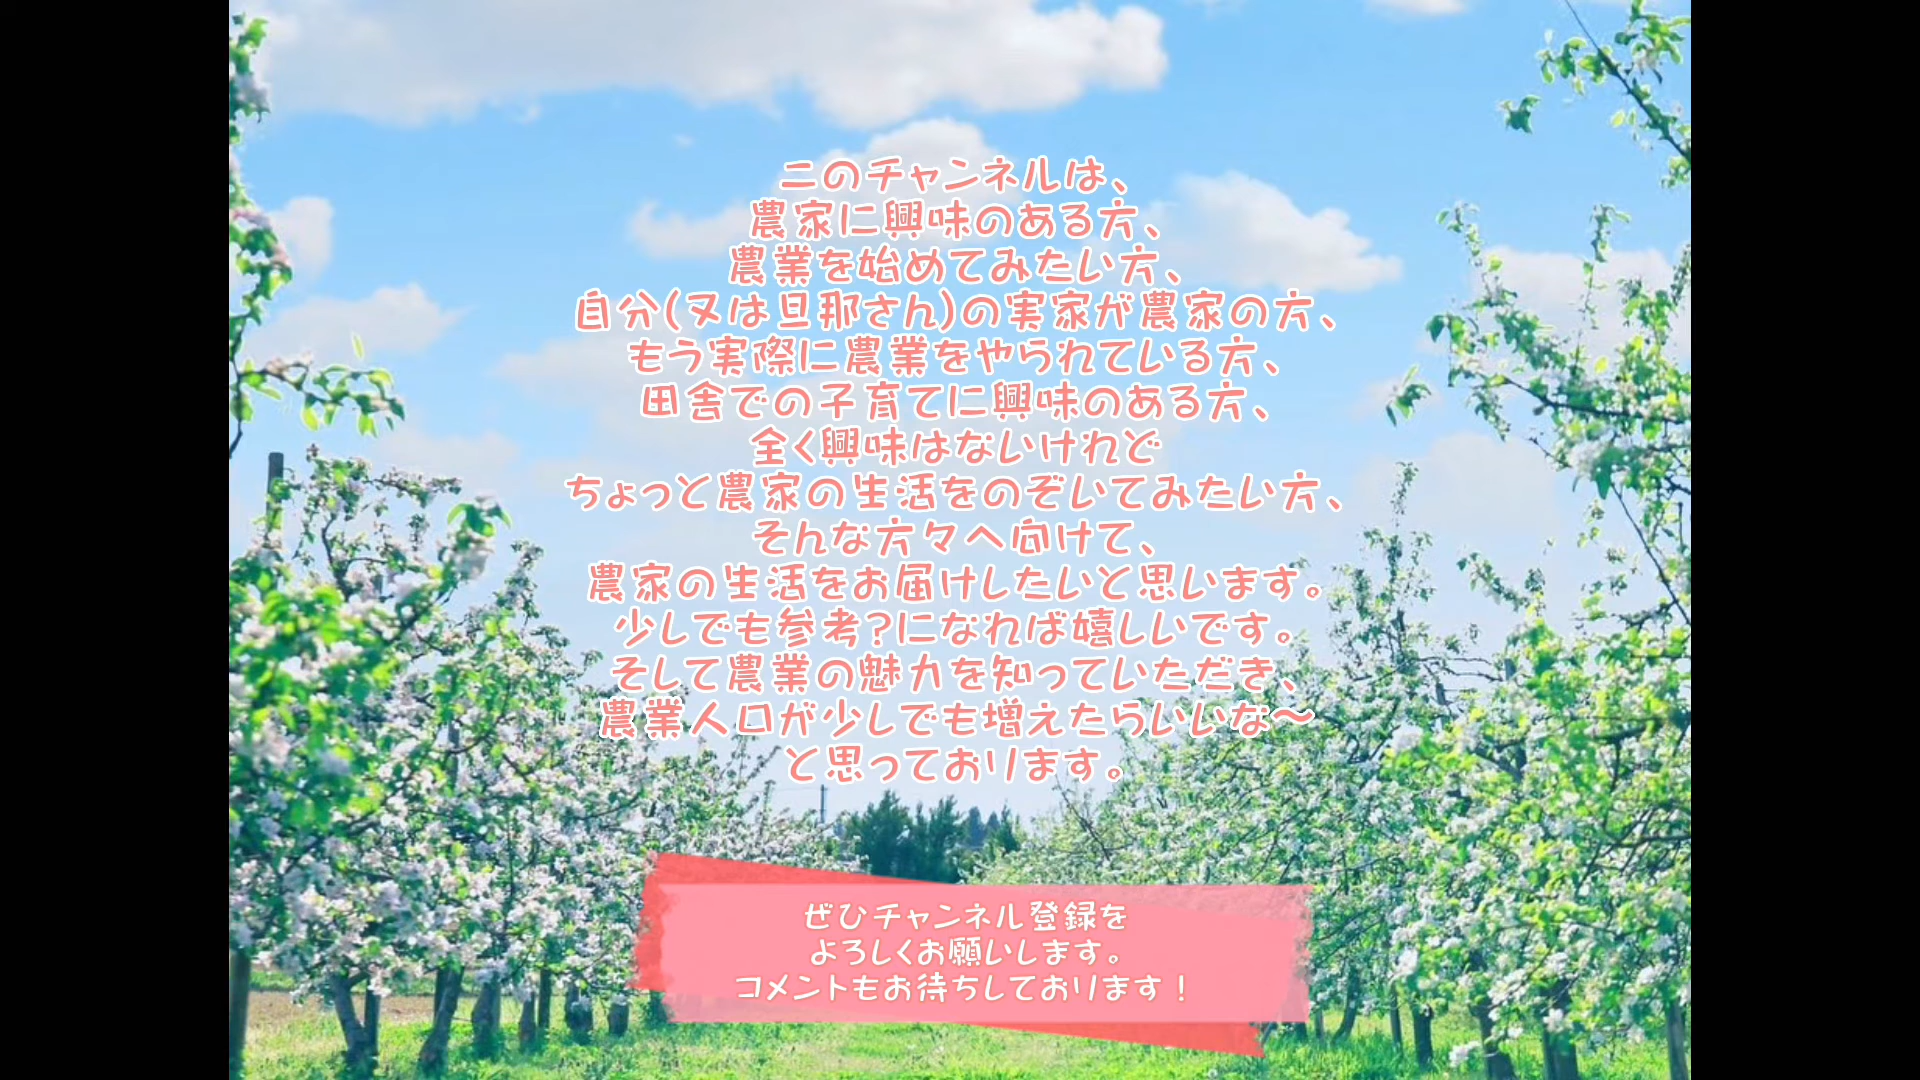 このチャンネルは、
農家に興味のある方、
農業を始めてみたい方、
自分(又は旦那さん)の実家が農家の方、
もう実際に農業をやられている方、
田舎での子育てに興味のある方、
全く興味はないけれど
ちょっと農家の生活をのぞいてみたい方、
そんな方々へ向けて、
農家の生活をお届けしたいと思います。
少しでも参考?になれば嬉しいです。
そして農業の魅力を知っていただき、
農業人口が少しでも増えたらいいな〜
と思っております。
ぜひチャンネル登録を
よろしくお願いします。
コメントもお待ちしております！